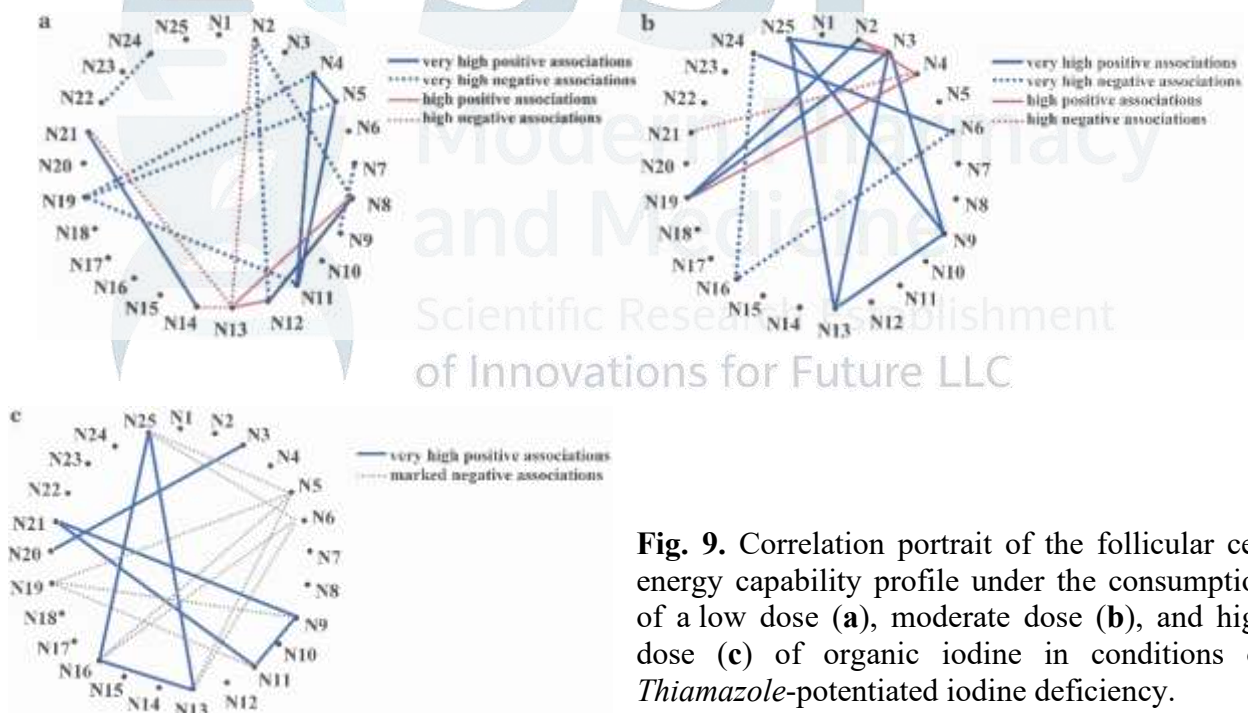 a
N1
N2
N3
N4
N5
N6
N7
N8
N9
N10
N11
N12
N13
N14
N15
N16
N17
N18
N19
N20
N21
N22
N23
N24
N25
very high positive associations
very high negative associations
high positive associations
high negative associations
b
N1
N2
N3
N4
N5
N6
N7
N8
N9
N10
N11
N12
N13
N14
N15
N16
N17
N18
N19
N20
N21
N22
N23
N24
N25
very high positive associations
very high negative associations
high positive associations
high negative associations
Modern Pharmacy
and Medicine
Scientific Research Establishment
of Innovations for Future LLC
c
N1
N2
N3
N4
N5
N6
N7
N8
N9
N10
N11
N12
N13
N14
N15
N16
N17
N18
N19
N20
N21
N22
N23
N24
N25
very high positive associations
marked negative associations
Fig. 9. Correlation portrait of the follicular ce
energy capability profile under the consumptio
of a low dose (a), moderate dose (b), and hig
dose (c) of organic iodine in conditions
Thiamazole-potentiated iodine deficiency.